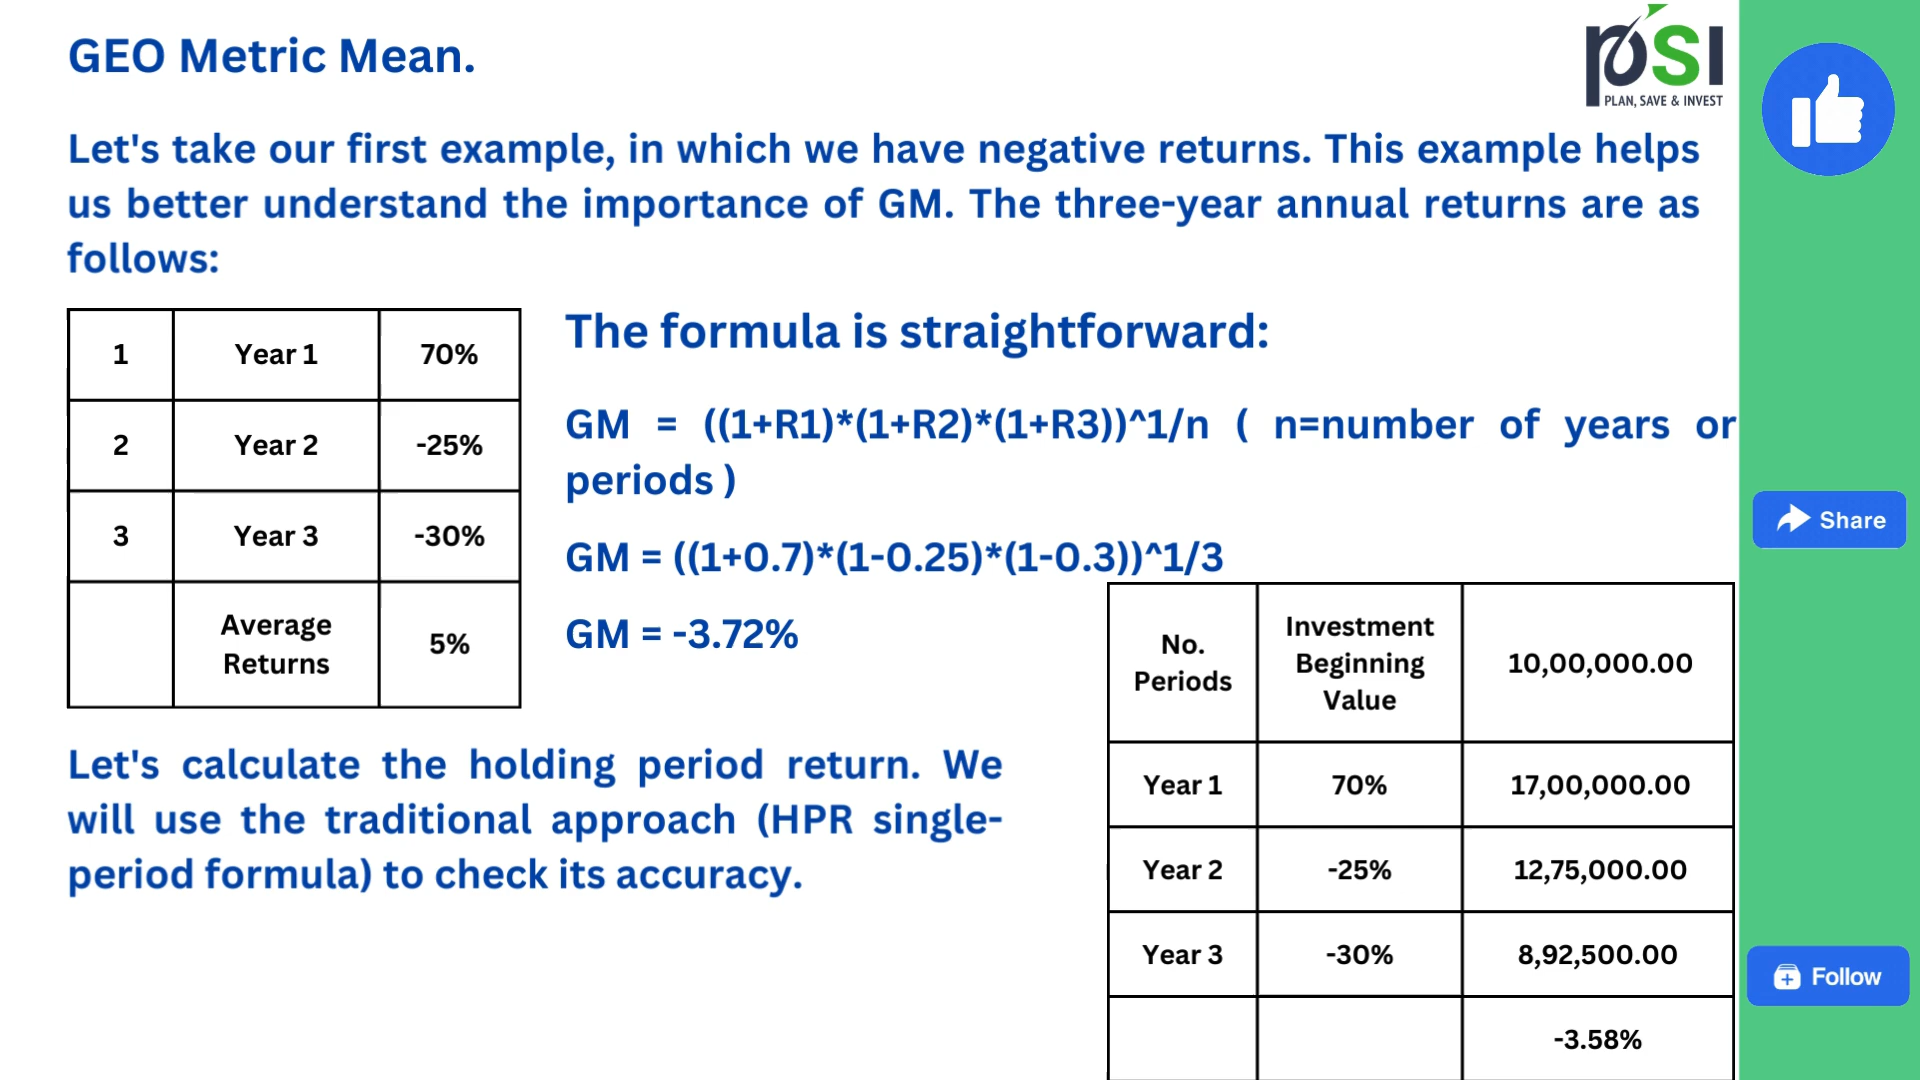 GEO Metric Mean.
pSI
PLAN, SAVE & INVEST
Let's take our first example, in which we have negative returns. This example helps
us better understand the importance of GM. The three-year annual returns are as
follows:
1 Year 1 70%
2 Year 2 -25%
3 Year 3 -30%
Average
Returns
5%
The formula is straightforward:
GM = ((1+R1)*(1+R2)*(1+R3))^1/n ( n=number of years or
periods )
GM = ((1+0.7)*(1-0.25)*(1-0.3))^1/3
GM = -3.72%
Let's calculate the holding period return. We
will use the traditional approach (HPR single-
period formula) to check its accuracy.
No.
Periods
Investment
Beginning
Value
10,00,000.00
Year 1 70% 17,00,000.00
Year 2 -25% 12,75,000.00
Year 3 -30% 8,92,500.00
-3.58%
Share
Follow